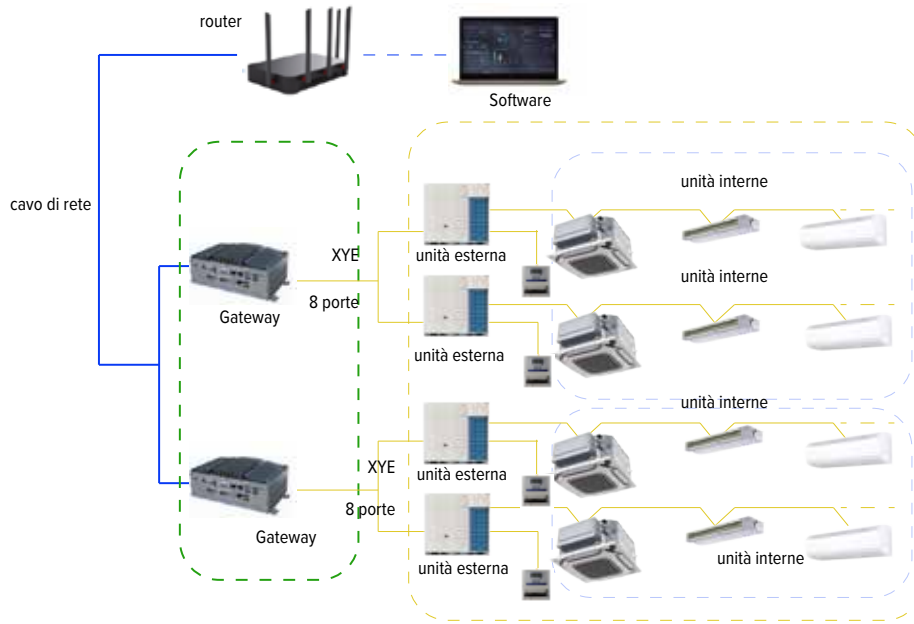 router
Software
unità interne
cavo di rete
XYE
unità esterna
unità interne
8 porte
Gateway
unità esterna
unità interne
XYE
unità esterna
8 porte
Gateway
unità interne
unità esterna